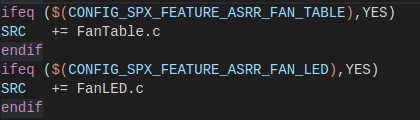 ifeq ($(CONFIG_SPX_FEATURE_ASRR_FAN_TABLE),YES)
SRC   += FanTable.c
endif
ifeq ($(CONFIG_SPX_FEATURE_ASRR_FAN_LED),YES)
SRC   += FanLED.c
endif